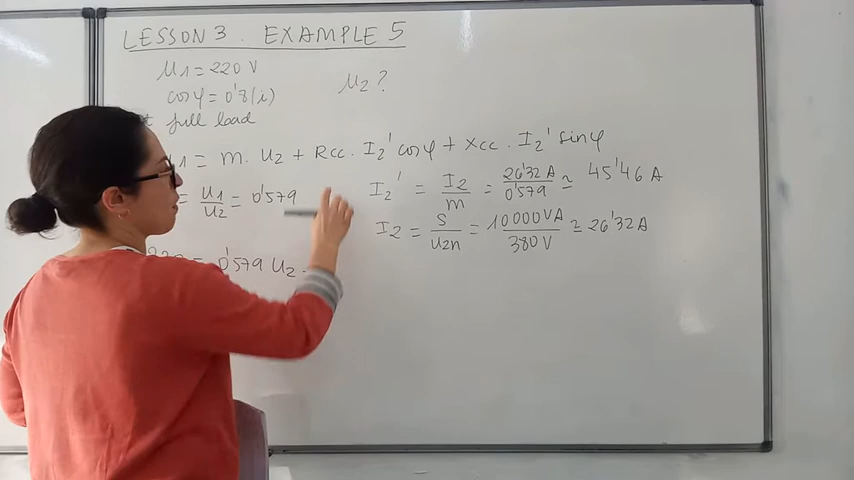 LESSON 3. EXAMPLE 5
U1 = 220 V
U2?
cosφ = 0'8 (i)
full load
= m. U2 + Rcc. I2' cosφ + Xcc. I2' sinφ
= U1/U2 = 0'579
I2' = I2/m = 26'32 A/0'579 ≃ 45'46 A
I2 = S/U2n = 10000 VA/380 V ≃ 26'32 A
= 0'579 U2